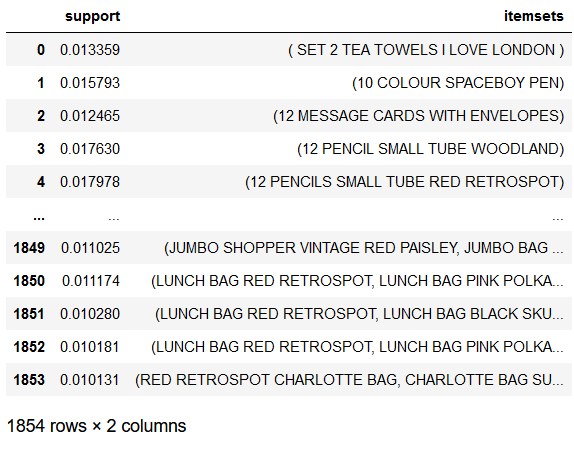 support itemsets
0 0.013359 ( SET 2 TEA TOWELS I LOVE LONDON )
1 0.015793 (10 COLOUR SPACEBOY PEN)
2 0.012465 (12 MESSAGE CARDS WITH ENVELOPES)
3 0.017630 (12 PENCIL SMALL TUBE WOODLAND)
4 0.017978 (12 PENCILS SMALL TUBE RED RETROSPOT)
... ... ...
1849 0.011025 (JUMBO SHOPPER VINTAGE RED PAISLEY, JUMBO BAG ...
1850 0.011174 (LUNCH BAG RED RETROSPOT, LUNCH BAG PINK POLKA...
1851 0.010280 (LUNCH BAG RED RETROSPOT, LUNCH BAG BLACK SKU...
1852 0.010181 (LUNCH BAG RED RETROSPOT, LUNCH BAG PINK POLKA...
1853 0.010131 (RED RETROSPOT CHARLOTTE BAG, CHARLOTTE BAG SU...
1854 rows × 2 columns